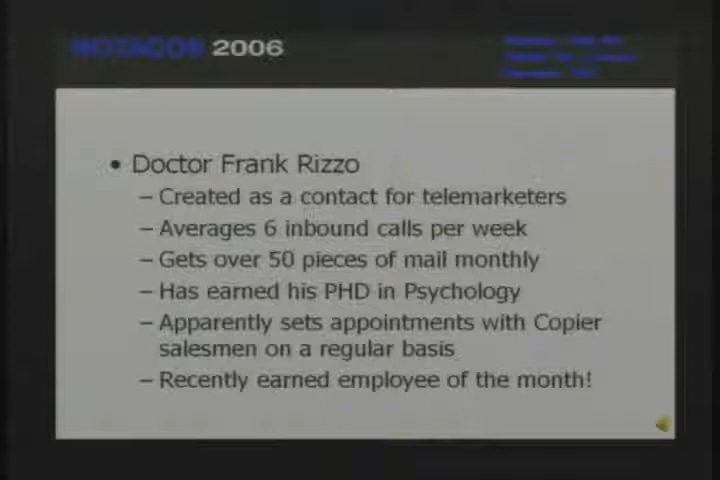 NOTACON 2006
• Doctor Frank Rizzo
– Created as a contact for telemarketers
– Averages 6 inbound calls per week
– Gets over 50 pieces of mail monthly
– Has earned his PHD in Psychology
– Apparently sets appointments with Copier
salesmen on a regular basis
– Recently earned employee of the month!